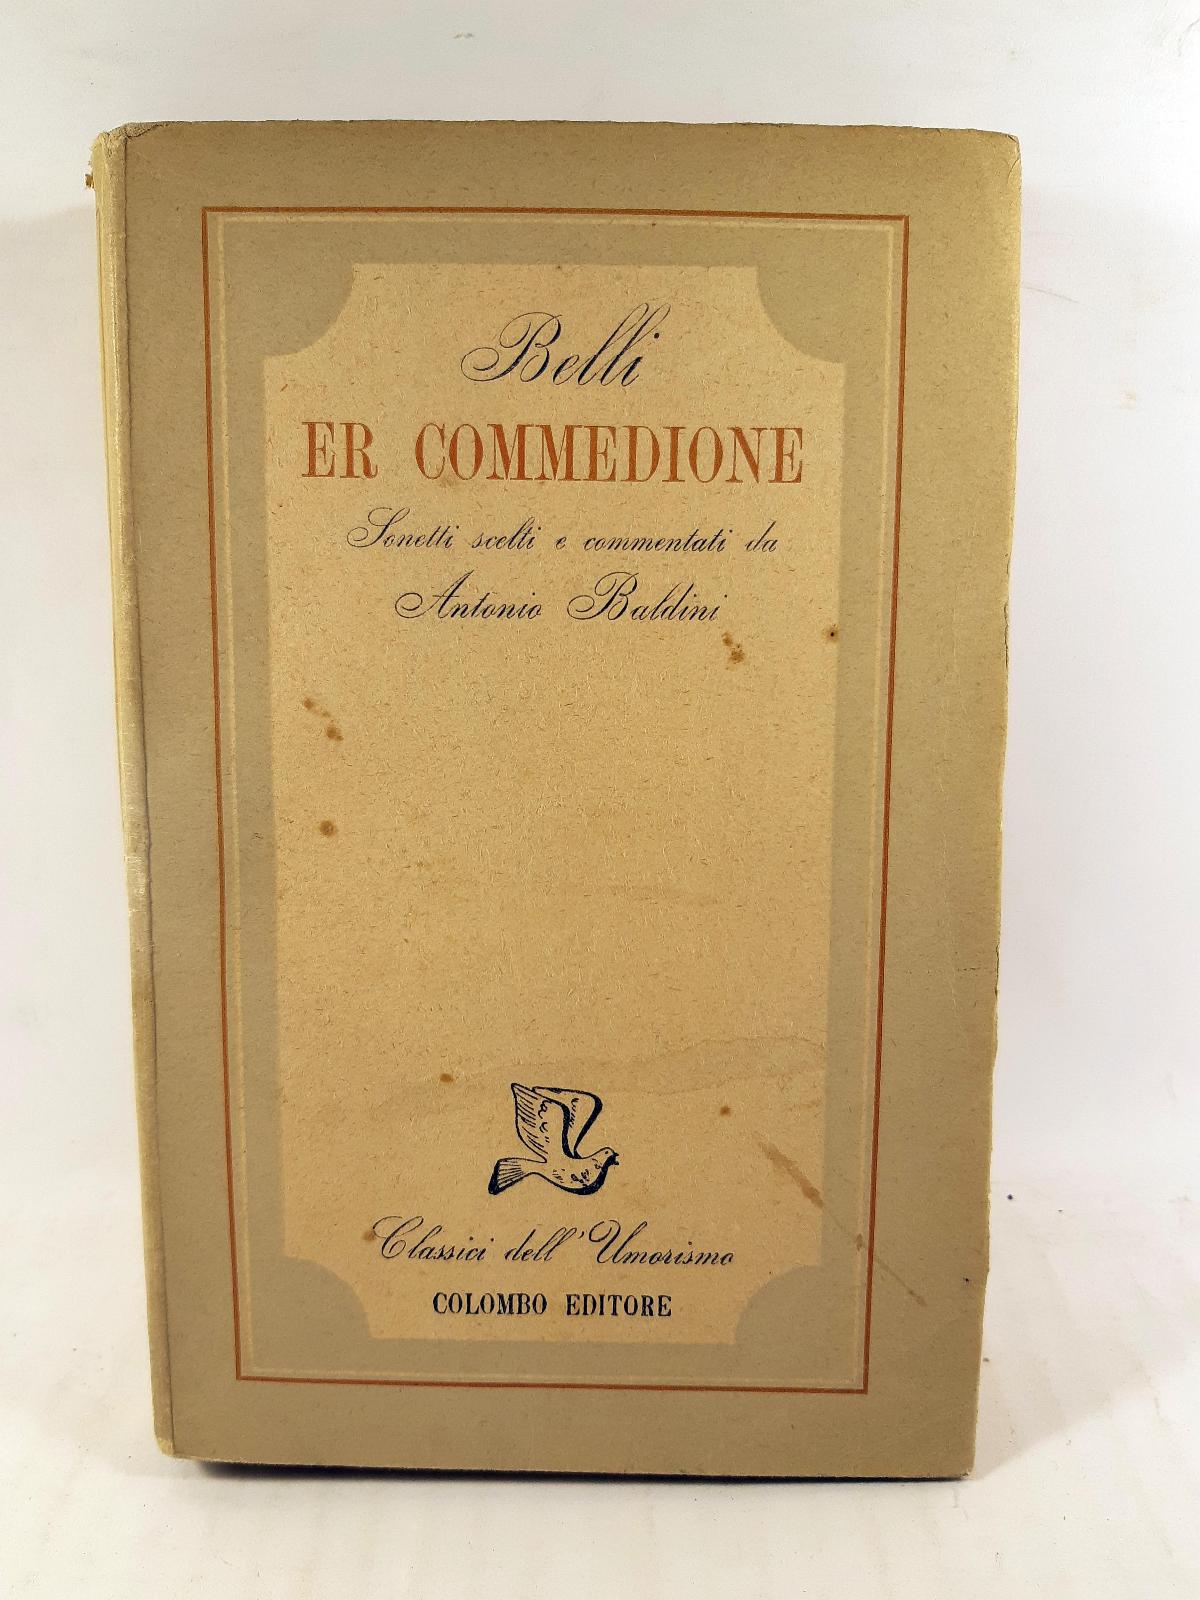 Belli
ER COMMEDIONE
Sonetti scelti e commentati da
Antonio Baldini
Classici dell'Umorismo
COLOMBO EDITORE